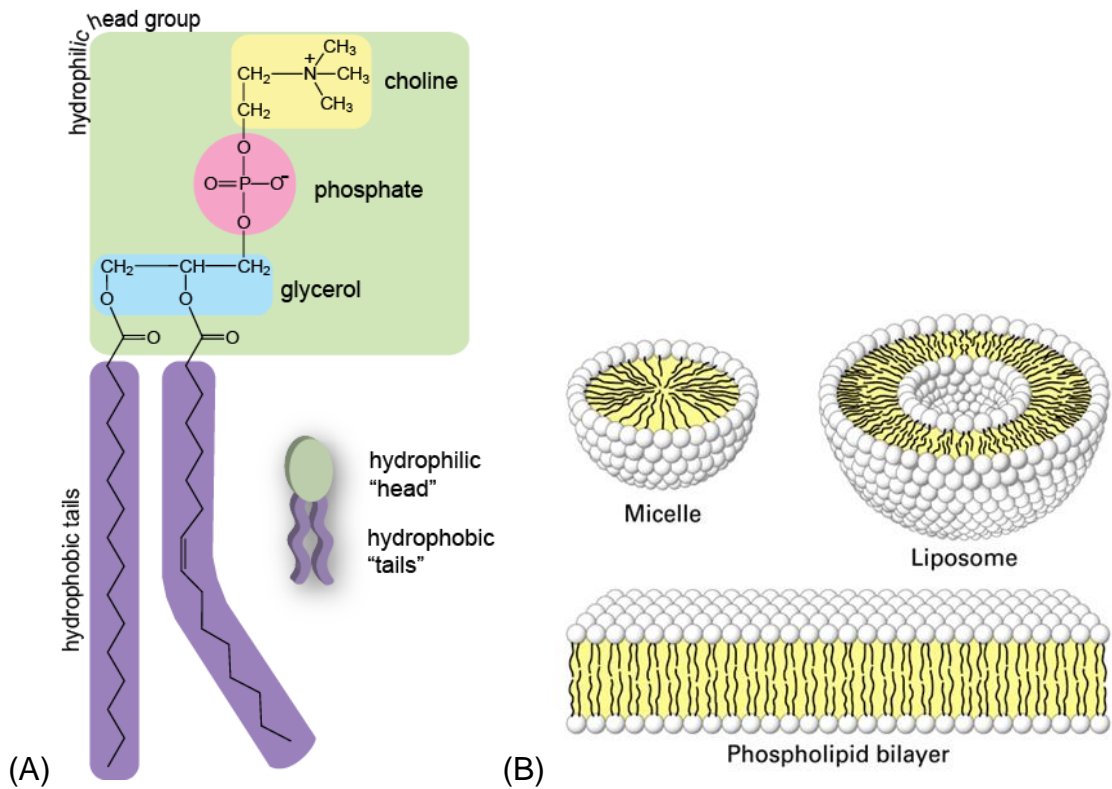 hydrophilic head group
CH3
CH2
N
+
CH3
CH2
CH3
choline
O
O=P-O-
phosphate
O
CH2
CH
CH2
O
O
glycerol
O
O
hydrophobic tails
hydrophilic
"head"
hydrophobic
"tails"
(A)
Micelle
Liposome
Phospholipid bilayer
(B)